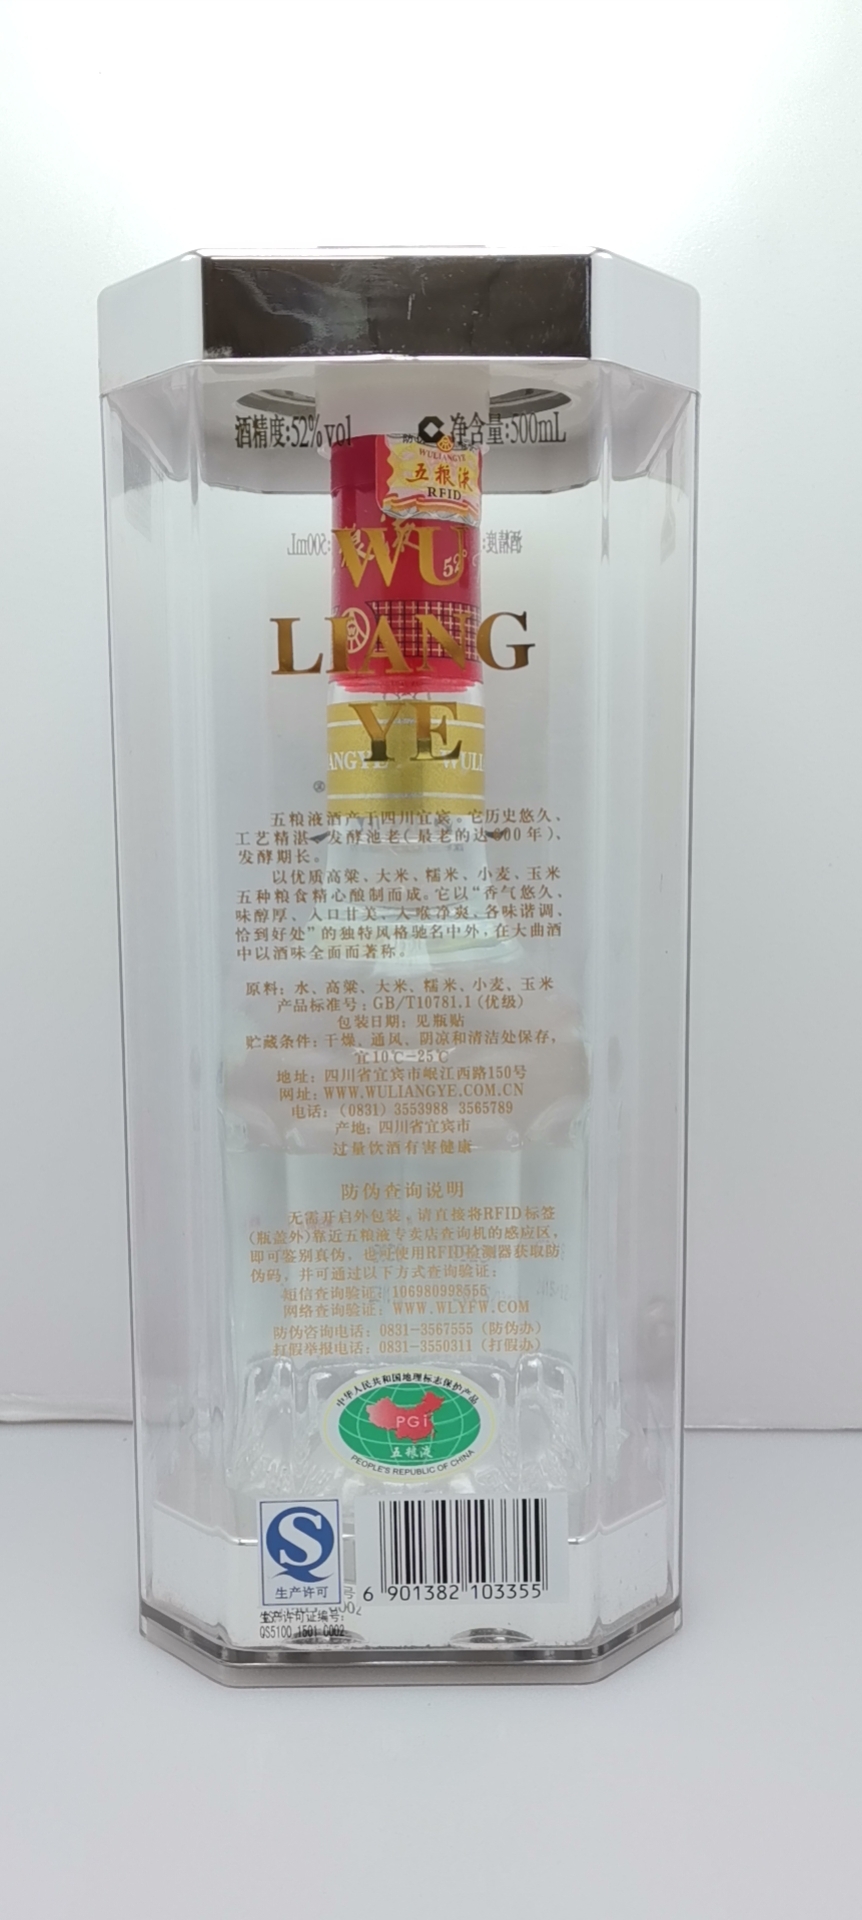 酒精度:52%vol
净含量:500mL
WULIANGYE
五粮液
RFID
52°
WU
LIANG
YE
ANGYE WULI
®
五粮液酒产于四川宜宾。它历史悠久、
工艺精湛、发酵池老(最老的达600年)、
发酵期长。
以优质高粱、大米、糯米、小麦、玉米
五种粮食精心酿制而成。它以“香气悠久、
味醇厚、入口甘美、入喉净爽、各味谐调、
恰到好处”的独特风格驰名中外,在大曲酒
中以酒味全面而著称。
原料: 水、高粱、大米、糯米、小麦、玉米
产品标准号: GB/T10781.1(优级)
包装日期: 见瓶贴
贮藏条件: 干燥、通风、阴凉和清洁处保存,
宜10℃-25℃
地址: 四川省宜宾市岷江西路150号
网址: WWW.WULIANGYE.COM.CN
电话: (0831) 3553988 3565789
产地: 四川省宜宾市
过量饮酒有害健康
防伪查询说明
无需开启外包装,请直接将RFID标签
(瓶盖外)靠近五粮液专卖店查询机的感应区,
即可鉴别真伪。也可使用RFID检测器获取防
伪码,并可通过以下方式查询验证:
短信查询验证: 106980998555
网络查询验证: WWW.WLYFW.COM
防伪咨询电话: 0831-3567555 (防伪办)
打假举报电话: 0831-3550311 (打假办)
中华人民共和国地理标志保护产品
PGI
五粮液
PEOPLE'S REPUBLIC OF CHINA
生产许可
6 901382 103355
生产许可证编号:
QS5100 1501 0002